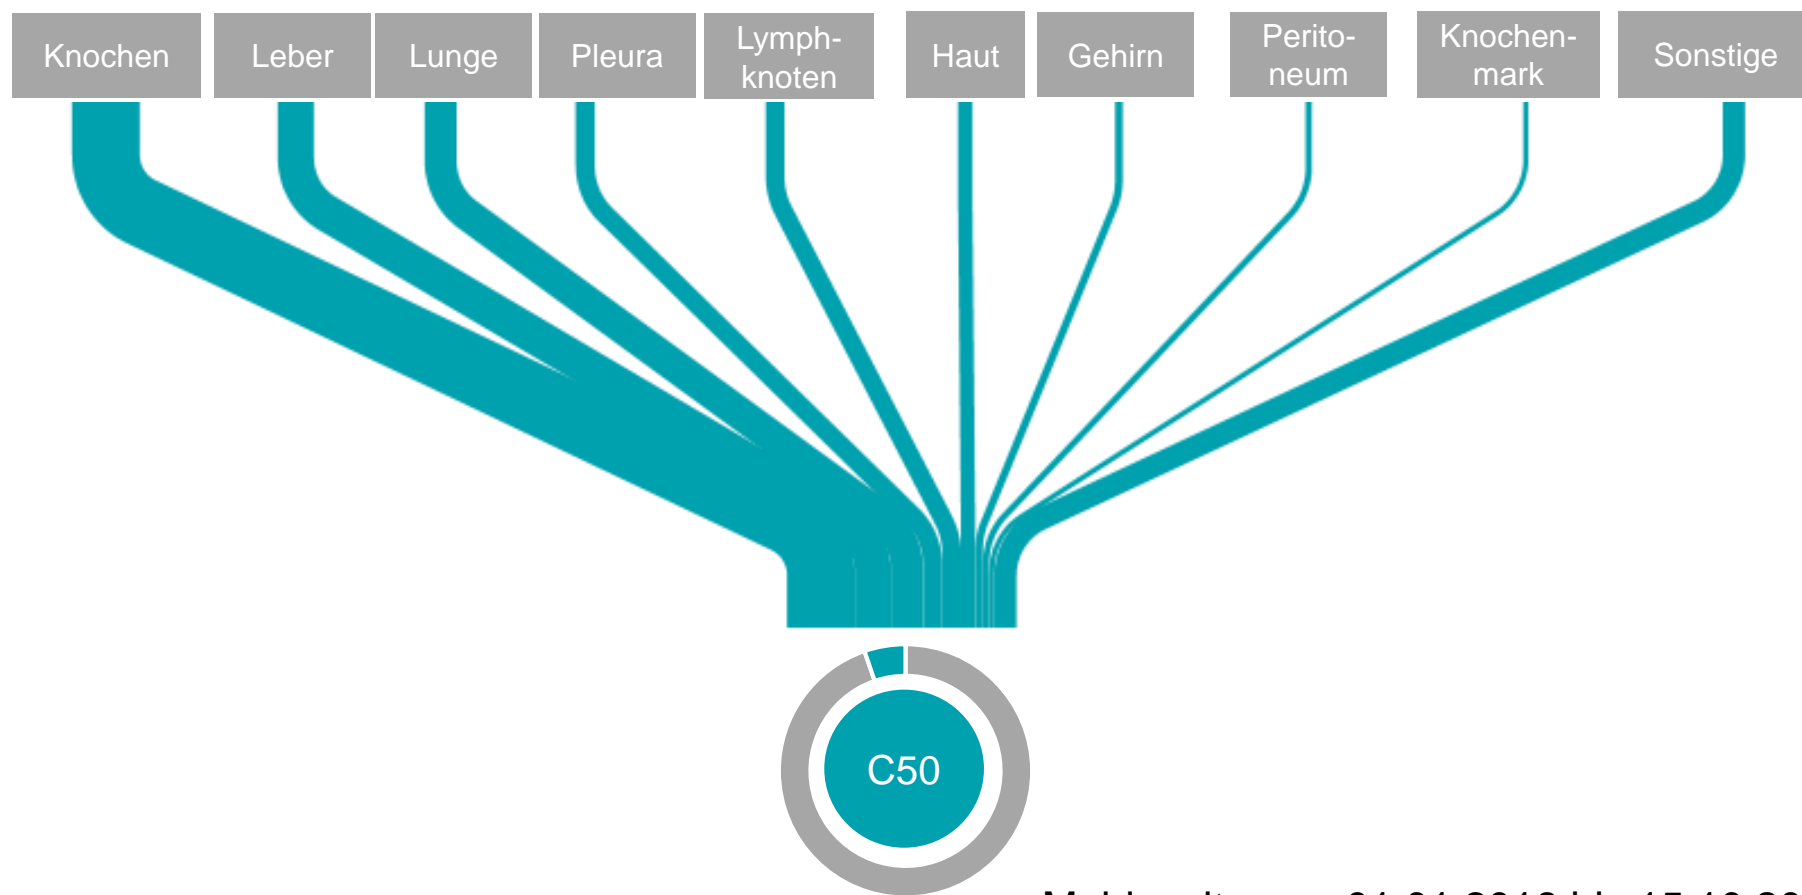 Knochen
Leber
Lunge
Pleura
Lymph-
knoten
Haut
Gehirn
Perito-
neum
Knochen-
mark
Sonstige
C50